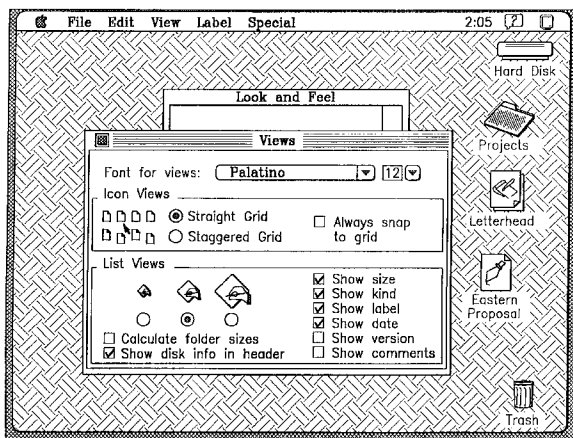 File Edit View Label Special 2:05
Hard Disk
Look and Feel
Projects
Views
Font for views: Palatino 12
Icon Views
Straight Grid
Always snap
to grid
Staggered Grid
Letterhead
List Views
Show size
Show kind
Show label
Show date
Show version
Show comments
Calculate folder sizes
Show disk info in header
Eastern
Proposal
Trash